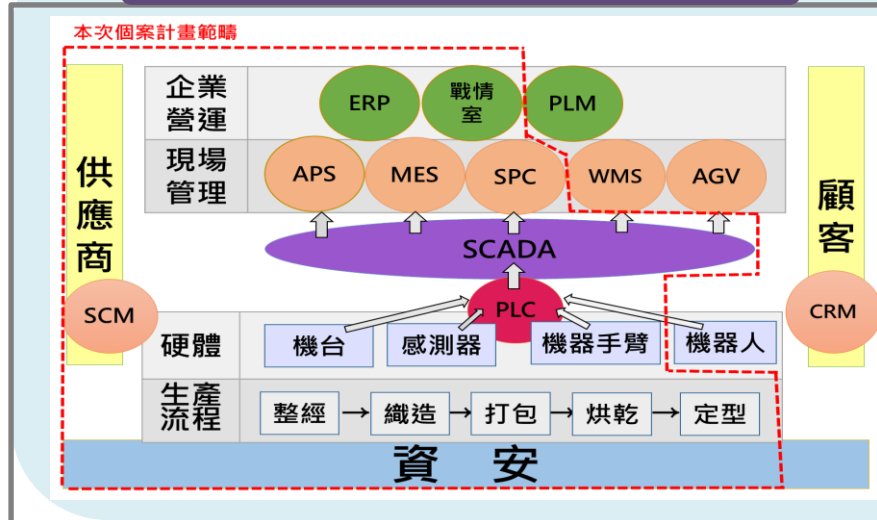 本次個案計畫範疇
企業
營運
ERP
戰情
室
PLM
現場
管理
APS
MES
SPC
WMS
AGV
供
應
商
顧
客
SCADA
PLC
SCM
CRM
硬體
機台
感測器
機器手臂
機器人
生產
流程
整經
織造
打包
烘乾
定型
資安